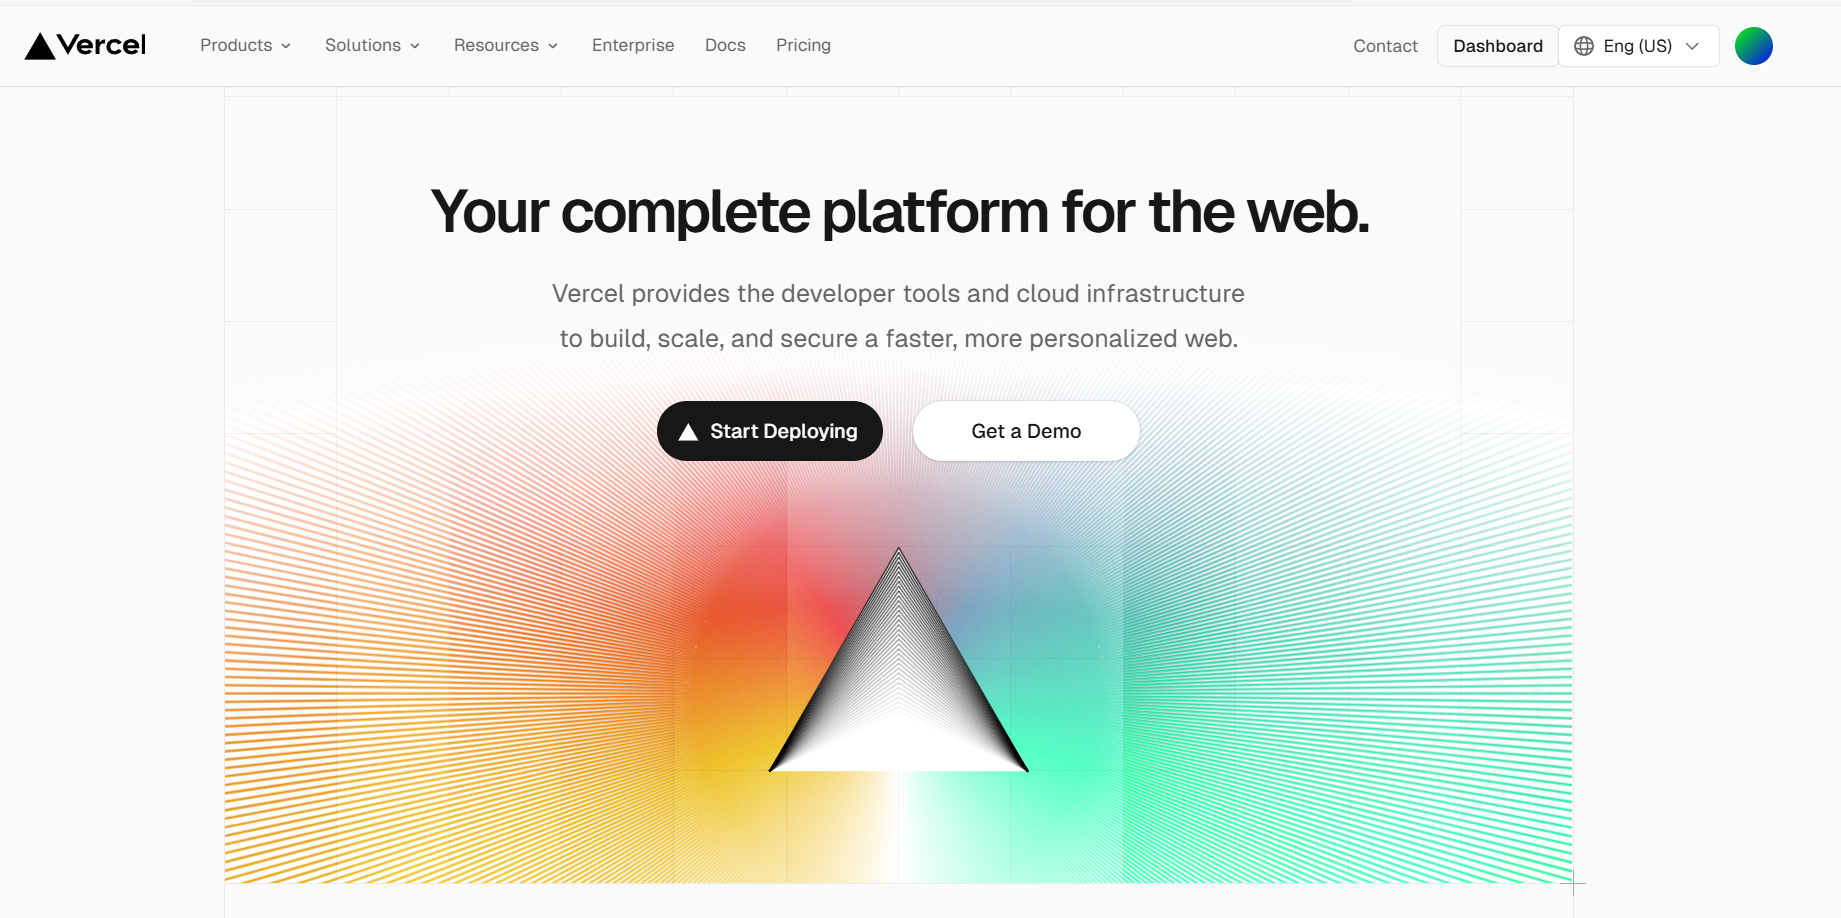 Vercel
Products
Solutions
Resources
Enterprise
Docs
Pricing
Contact
Dashboard
Eng (US)
Your complete platform for the web.
Vercel provides the developer tools and cloud infrastructure
to build, scale, and secure a faster, more personalized web.
Start Deploying
Get a Demo